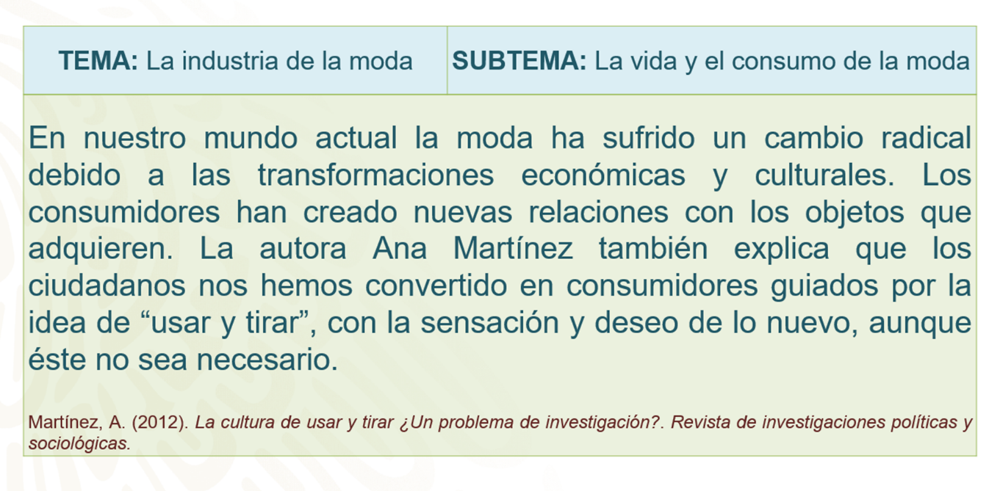 TEMA: La industria de la moda
SUBTEMA: La vida y el consumo de la moda
En nuestro mundo actual la moda ha sufrido un cambio radical
debido a las transformaciones económicas y culturales. Los
consumidores han creado nuevas relaciones con los objetos que
adquieren. La autora Ana Martínez también explica que los
ciudadanos nos hemos convertido en consumidores guiados por la
idea de “usar y tirar”, con la sensación y deseo de lo nuevo, aunque
éste no sea necesario.
Martínez, A. (2012). La cultura de usar y tirar ¿Un problema de investigación?. Revista de investigaciones políticas y
sociológicas.